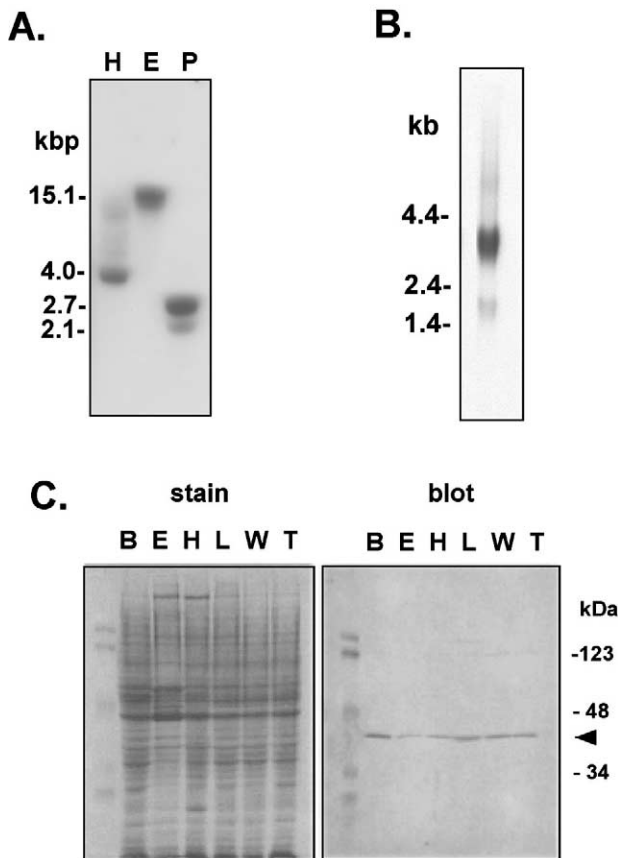 A.
H E P
kbp
15.1-
4.0-
2.7-
2.1-
B.
kb
4.4-
2.4-
1.4-
C.
stain
B E H L W T
blot
B E H L W T
kDa
-123
- 48
- 34